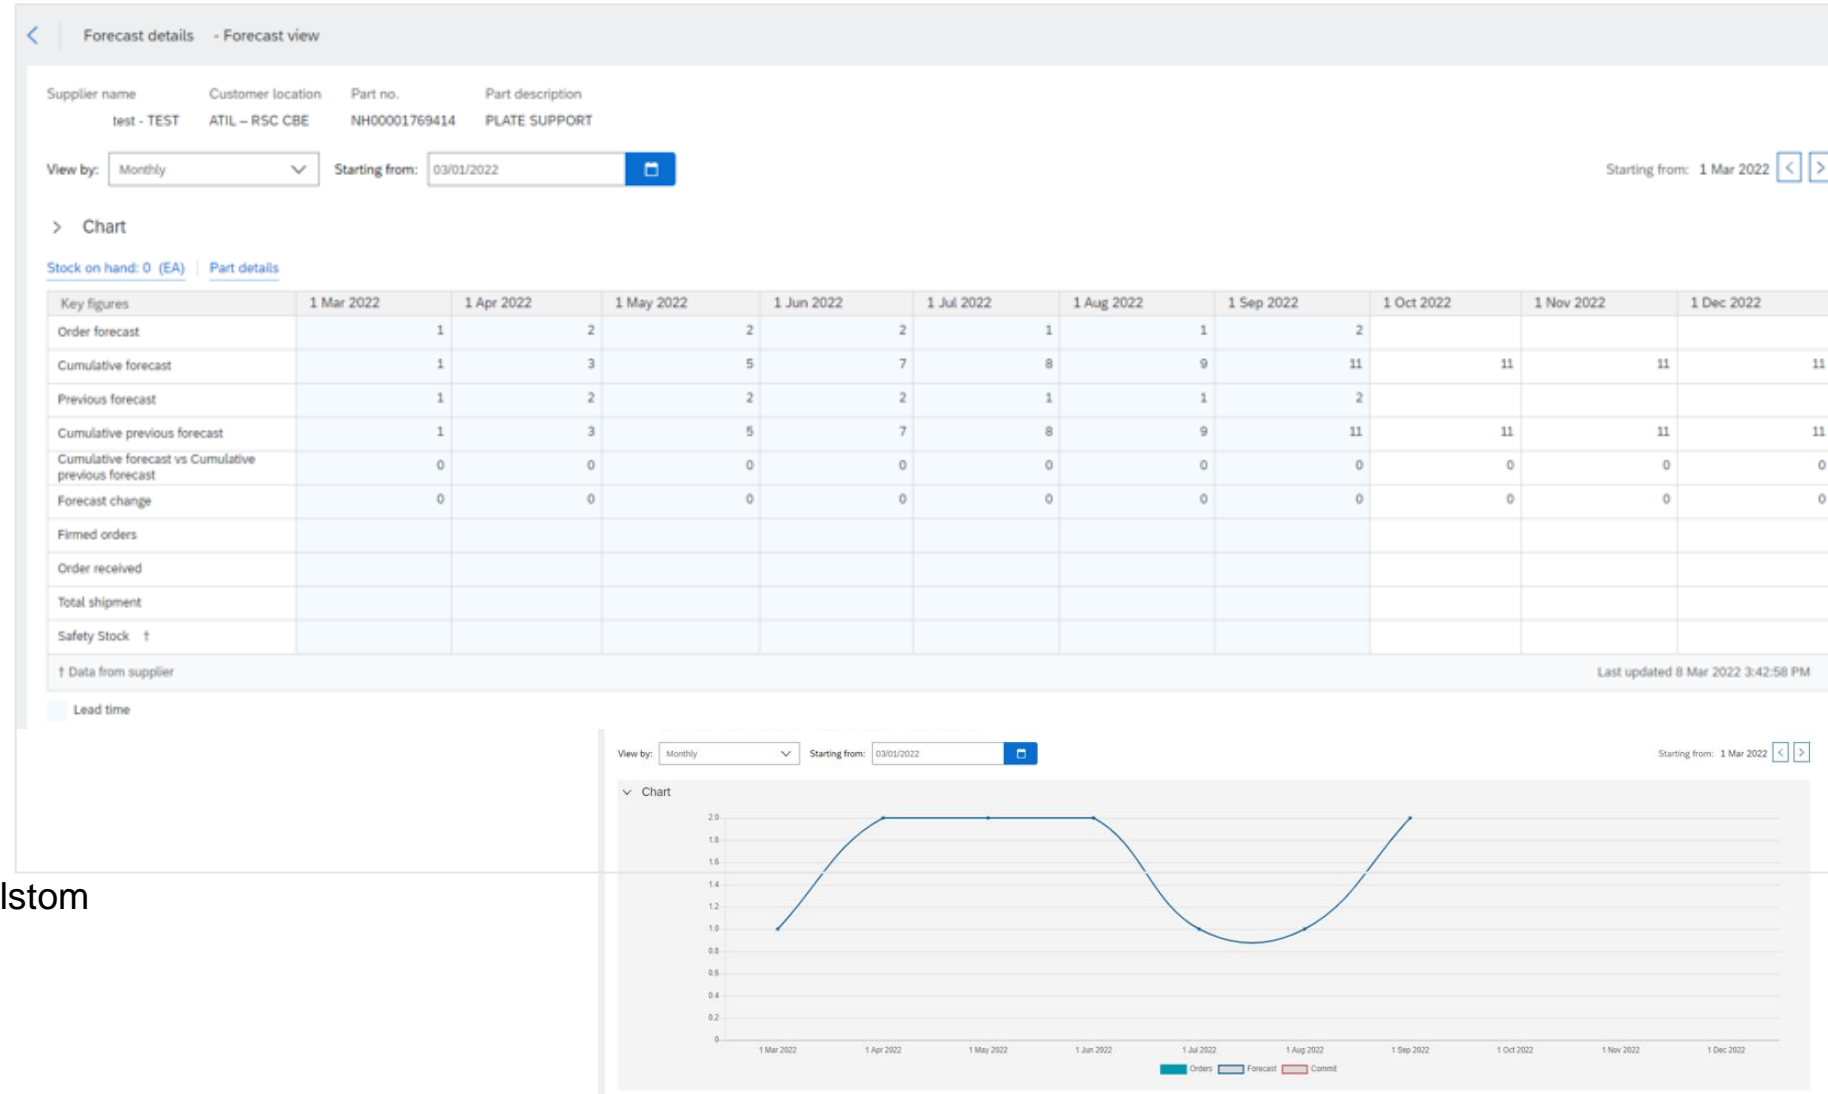 Forecast details - Forecast view
Supplier name Customer location Part no. Part description
test - TEST ATIL – RSC CBE NH00001769414 PLATE SUPPORT
View by: Monthly Starting from: 03/01/2022 Starting from: 1 Mar 2022
Chart
Stock on hand: 0 (EA) Part details
Key figures 1 Mar 2022 1 Apr 2022 1 May 2022 1 Jun 2022 1 Jul 2022 1 Aug 2022 1 Sep 2022 1 Oct 2022 1 Nov 2022 1 Dec 2022
Order forecast 1 2 2 2 1 1 2
Cumulative forecast 1 3 5 7 8 9 11 11 11 11
Previous forecast 1 2 2 2 1 1 2
Cumulative previous forecast 1 3 5 7 8 9 11 11 11 11
Cumulative forecast vs Cumulative
previous forecast 0 0 0 0 0 0 0 0 0 0
Forecast change 0 0 0 0 0 0 0 0 0 0
Firmed orders
Order received
Total shipment
Safety Stock †
† Data from supplier Last updated 8 Mar 2022 3:42:58 PM
Lead time
View by: Monthly Starting from: 03/01/2022 Starting from: 1 Mar 2022
Chart
2.0
1.8
1.6
1.4
1.2
1.0
0.8
0.6
0.4
0.2
0
1 Mar 2022 1 Apr 2022 1 May 2022 1 Jun 2022 1 Jul 2022 1 Aug 2022 1 Sep 2022 1 Oct 2022 1 Nov 2022 1 Dec 2022
Orders Forecast Commit
lstom